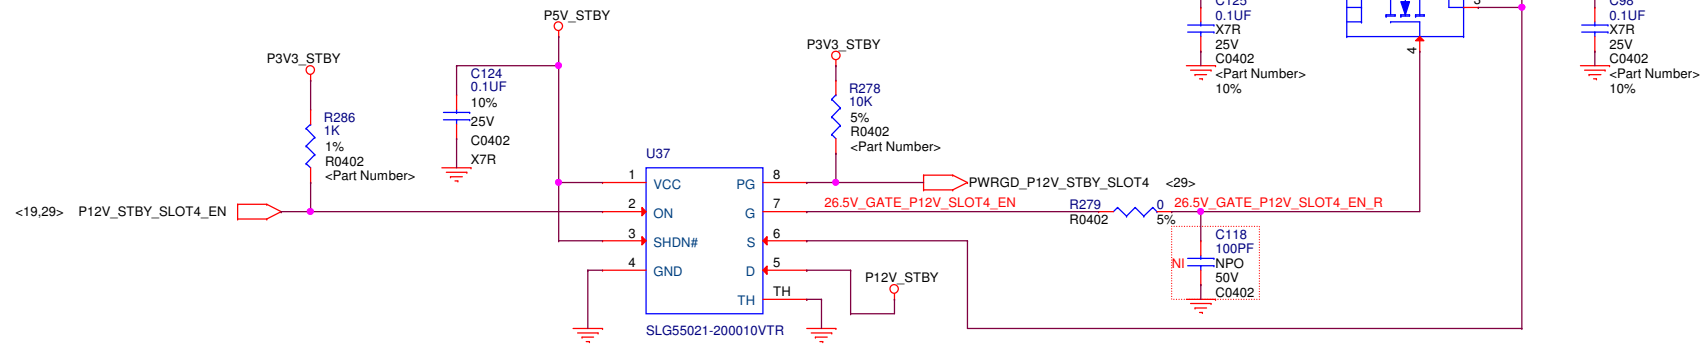 P5V_STBY
P3V3_STBY
C124
0.1UF
10%
25V
C0402
X7R
R286
1K
1%
R0402
<Part Number>
<19,29> P12V_STBY_SLOT4_EN
U37
1 VCC
2 ON
3 SHDN#
4 GND
PG 8
G 7
S 6
D 5
TH TH
SLG55021-200010VTR
P3V3_STBY
R278
10K
5%
R0402
<Part Number>
PWRGD_P12V_STBY_SLOT4 <29>
26.5V_GATE_P12V_SLOT4_EN
R279 0
R0402 5%
26.5V_GATE_P12V_SLOT4_EN_R
P12V_STBY
C118
100PF
NI NPO
50V
C0402
C125
0.1UF
X7R
25V
C0402
<Part Number>
10%
4
3
C98
0.1UF
X7R
25V
C0402
<Part Number>
10%